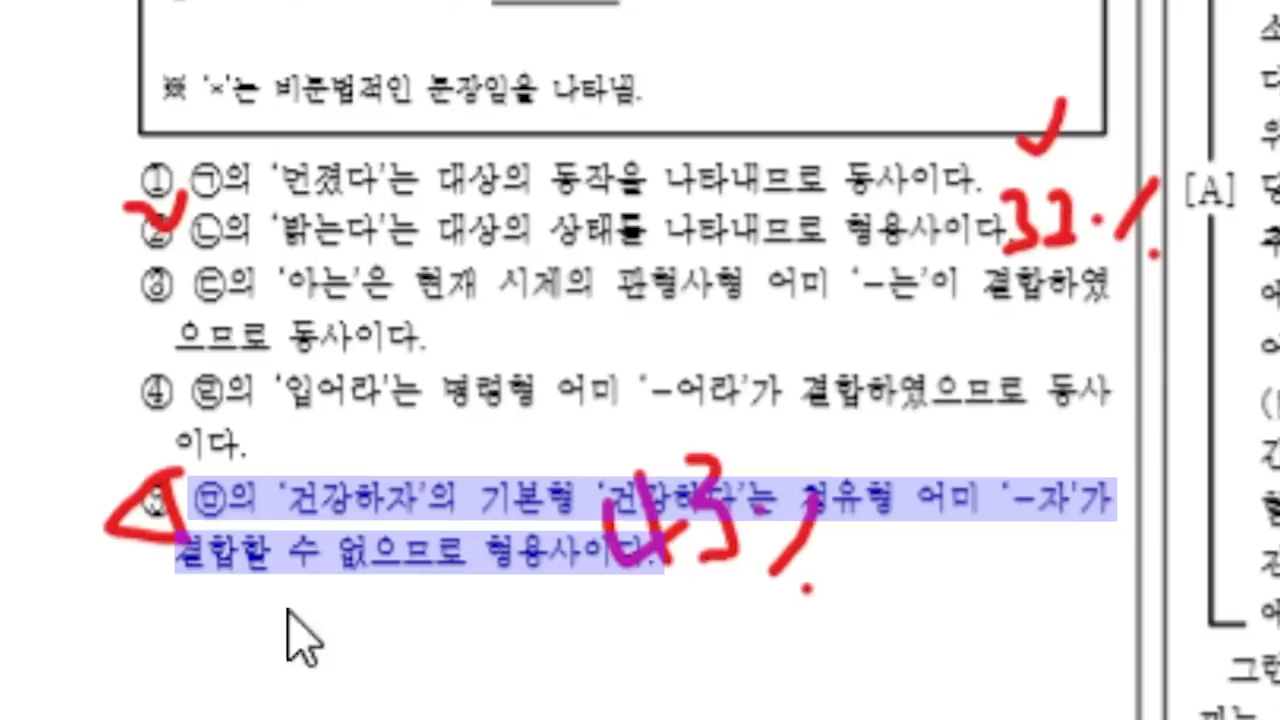 ※ '×'는 비문법적인 문장임을 나타냄.
① ㉠의 '먼졌다'는 대상의 동작을 나타내므로 동사이다.
② ㉡의 '밝는다'는 대상의 상태를 나타내므로 형용사이다.
32%.
③ ㉢의 '아는'은 현재 시제의 관형사형 어미 '-는'이 결합하였
으므로 동사이다.
④ ㉣의 '입어라'는 명령형 어미 '-어라'가 결합하였으므로 동사
이다.
⑤ ㉤의 '건강하자'의 기본형 '건강하다'는 청유형 어미 '-자'가
결합할 수 없으므로 형용사이다.
43%.
[A]
그런